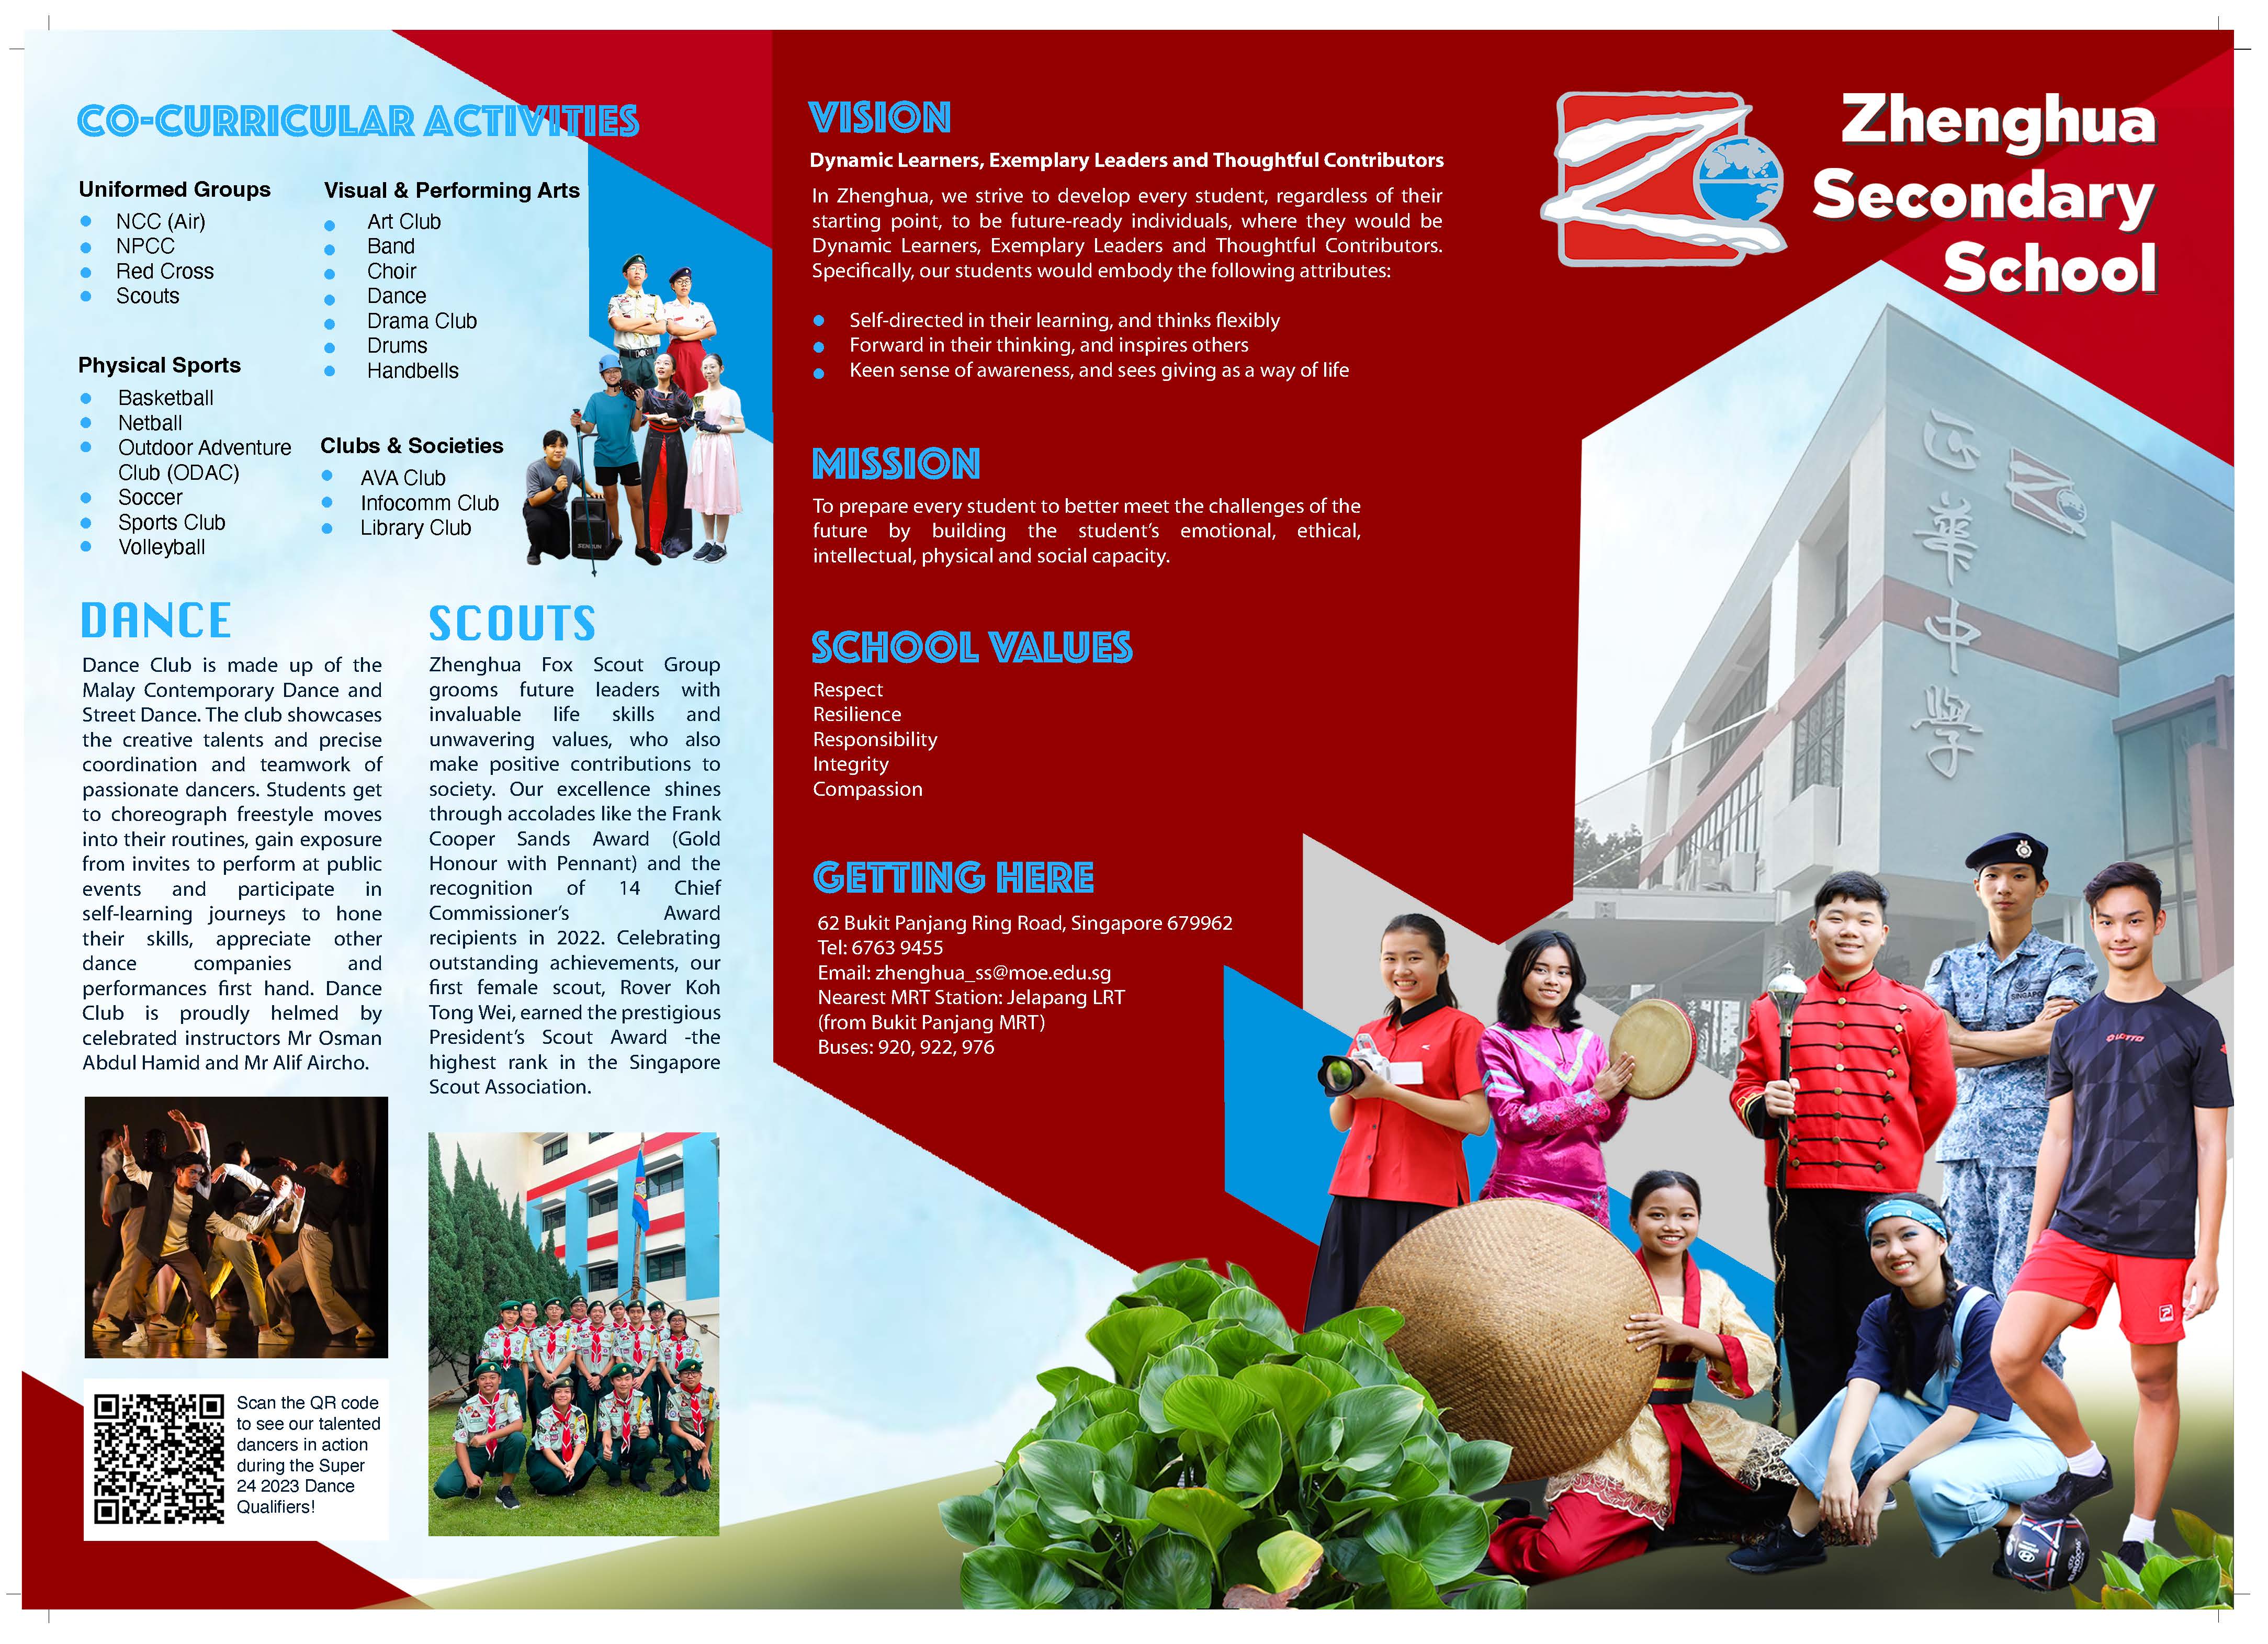 CO-CURRICULAR ACTIVITIES
Uniformed Groups
NCC (Air)
NPCC
Red Cross
Scouts
Physical Sports
Basketball
Netball
Outdoor Adventure
Club (ODAC)
Soccer
Sports Club
Volleyball
Visual & Performing Arts
Art Club
Band
Choir
Dance
Drama Club
Drums
Handbells
Clubs & Societies
AVA Club
Infocomm Club
Library Club
DANCE
Dance Club is made up of the
Malay Contemporary Dance and
Street Dance. The club showcases
the creative talents and precise
coordination and teamwork of
passionate dancers. Students get
to choreograph freestyle moves
into their routines, gain exposure
from invites to perform at public
events and participate in
self-learning journeys to hone
their skills, appreciate other
dance companies and
performances first hand. Dance
Club is proudly helmed by
celebrated instructors Mr Osman
Abdul Hamid and Mr Alif Aircho.
Scan the QR code
to see our talented
dancers in action
during the Super
24 2023 Dance
Qualifiers!
SCOUTS
Zhenghua Fox Scout Group
grooms future leaders with
invaluable life skills and
unwavering values, who also
make positive contributions to
society. Our excellence shines
through accolades like the Frank
Cooper Sands Award (Gold
Honour with Pennant) and the
recognition of 14 Chief
Commissioner's Award
recipients in 2022. Celebrating
outstanding achievements, our
first female scout, Rover Koh
Tong Wei, earned the prestigious
President's Scout Award -the
highest rank in the Singapore
Scout Association.
VISION
Dynamic Learners, Exemplary Leaders and Thoughtful Contributors
In Zhenghua, we strive to develop every student, regardless of their
starting point, to be future-ready individuals, where they would be
Dynamic Learners, Exemplary Leaders and Thoughtful Contributors.
Specifically, our students would embody the following attributes:
Self-directed in their learning, and thinks flexibly
Forward in their thinking, and inspires others
Keen sense of awareness, and sees giving as a way of life
MISSION
To prepare every student to better meet the challenges of the
future by building the student's emotional, ethical,
intellectual, physical and social capacity.
SCHOOL VALUES
Respect
Resilience
Responsibility
Integrity
Compassion
GETTING HERE
62 Bukit Panjang Ring Road, Singapore 679962
Tel: 6763 9455
Email: zhenghua_ss@moe.edu.sg
Nearest MRT Station: Jelapang LRT
(from Bukit Panjang MRT)
Buses: 920, 922, 976
Zhenghua
Secondary
School
正華中學
LOTTO